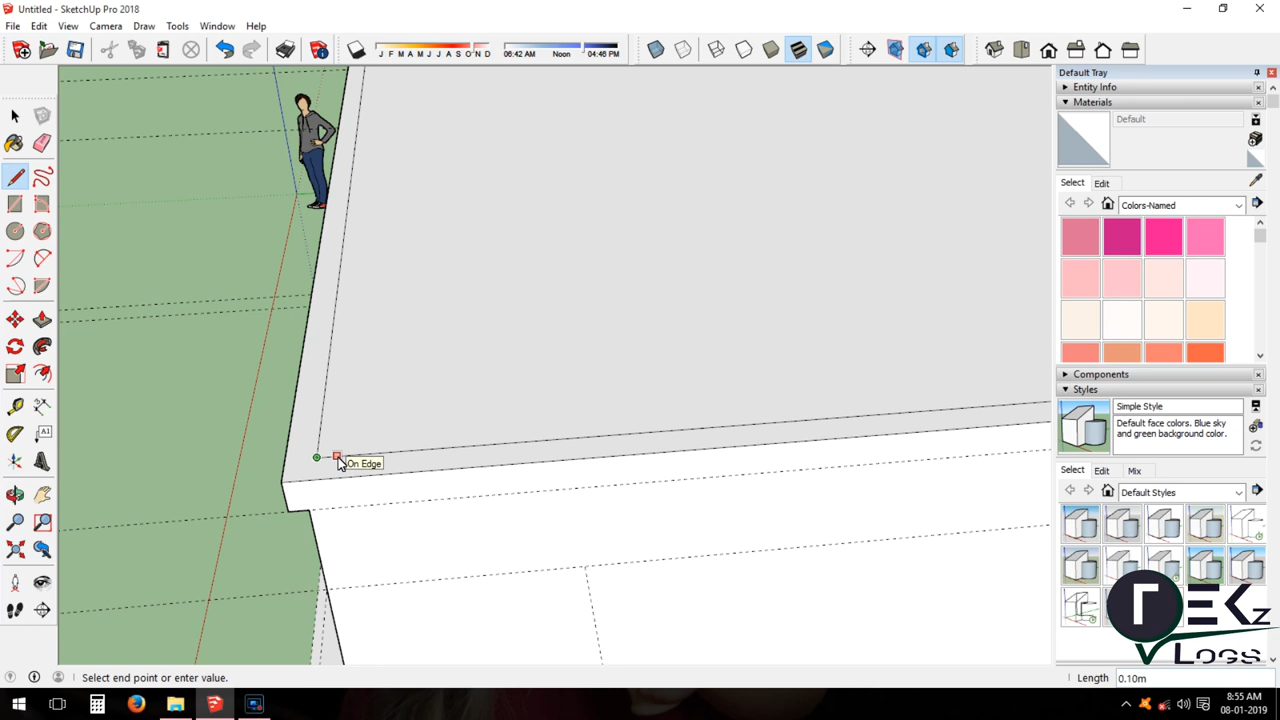 Untitled - SketchUp Pro 2018
File Edit View Camera Draw Tools Window Help
J F M A M J J A S O N D
06:42 AM Noon 04:46 PM
Default Tray
Entity Info
Materials
Default
Select Edit
Colors-Named
Components
Styles
Simple Style
Default face colors. Blue sky and green background color.
Select Edit Mix
Default Styles
A1
On Edge
TEKz
VLogs
Select end point or enter value.
Length 0.10m
8:55 AM
08-01-2019